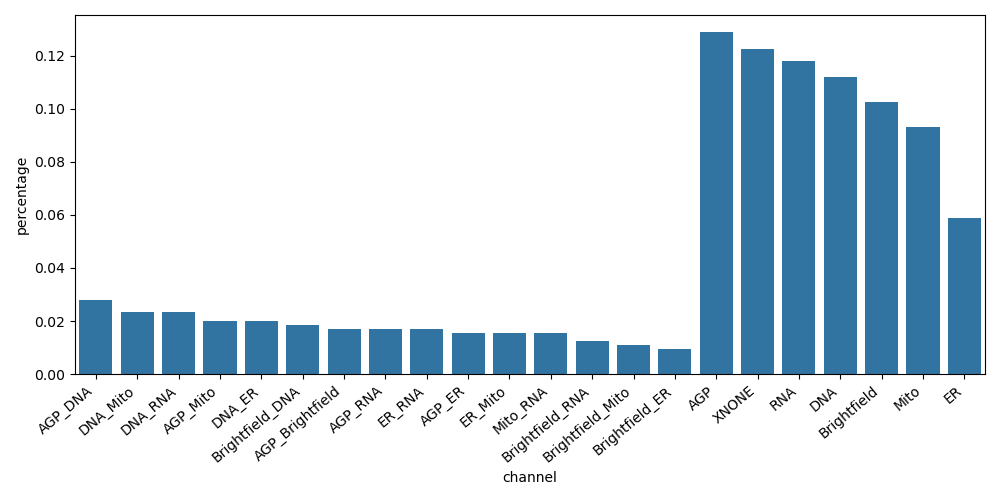 percentage
0.12
0.10
0.08
0.06
0.04
0.02
0.00
AGP_DNA
DNA_Mito
DNA_RNA
AGP_Mito
DNA_ER
Brightfield_DNA
AGP_Brightfield
AGP_RNA
ER_RNA
AGP_ER
ER_Mito
Mito_RNA
Brightfield_RNA
Brightfield_Mito
Brightfield_ER
AGP
XNONE
RNA
DNA
Brightfield
Mito
ER
channel